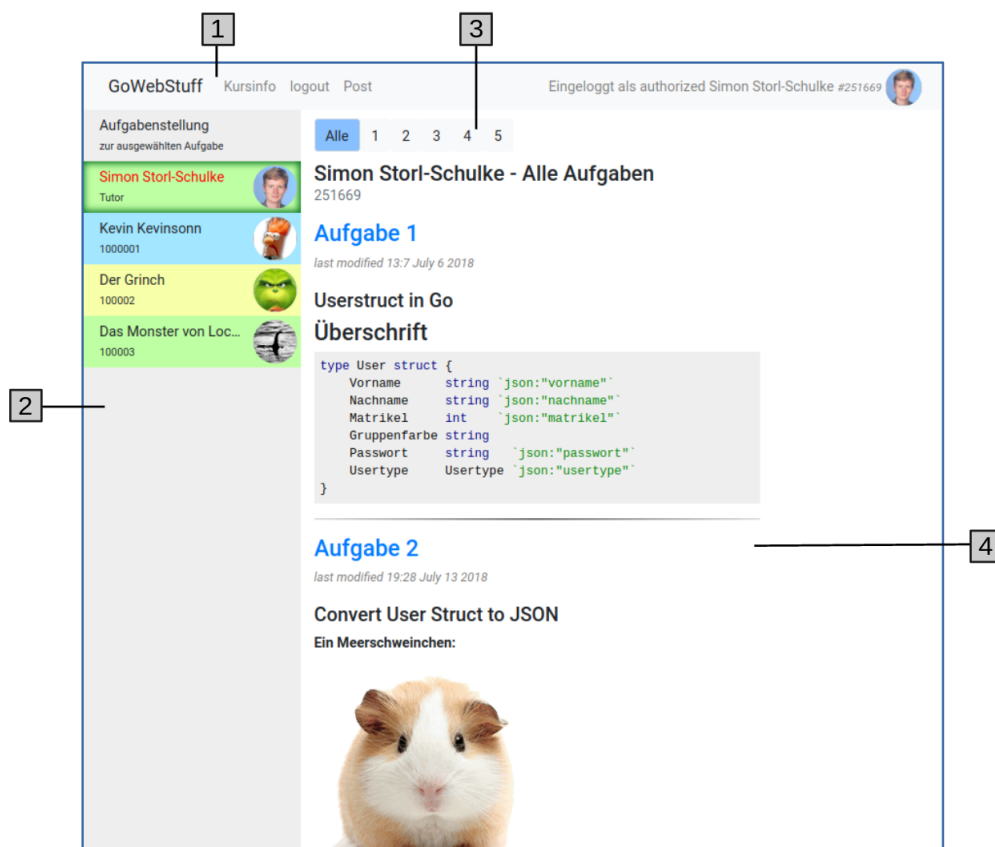 1
3
GoWebStuff Kursinfo logout Post Eingeloggt als authorized Simon Storl-Schulke #251669
Aufgabenstellung
zur ausgewählten Aufgabe
Simon Storl-Schulke
Tutor
Kevin Kevinsonn
1000001
Der Grinch
100002
Das Monster von Loc...
100003
2
Alle 1 2 3 4 5
Simon Storl-Schulke - Alle Aufgaben
251669
Aufgabe 1
last modified 13:7 July 6 2018
Userstruct in Go
Überschrift
type User struct {
    Vorname      string `json:"vorname"`
    Nachname     string `json:"nachname"`
    Matrikel     int    `json:"matrikel"`
    Gruppenfarbe string
    Passwort     string   `json:"passwort"`
    Usertype     Usertype `json:"usertype"`
}
Aufgabe 2
4
last modified 19:28 July 13 2018
Convert User Struct to JSON
Ein Meerschweinchen: